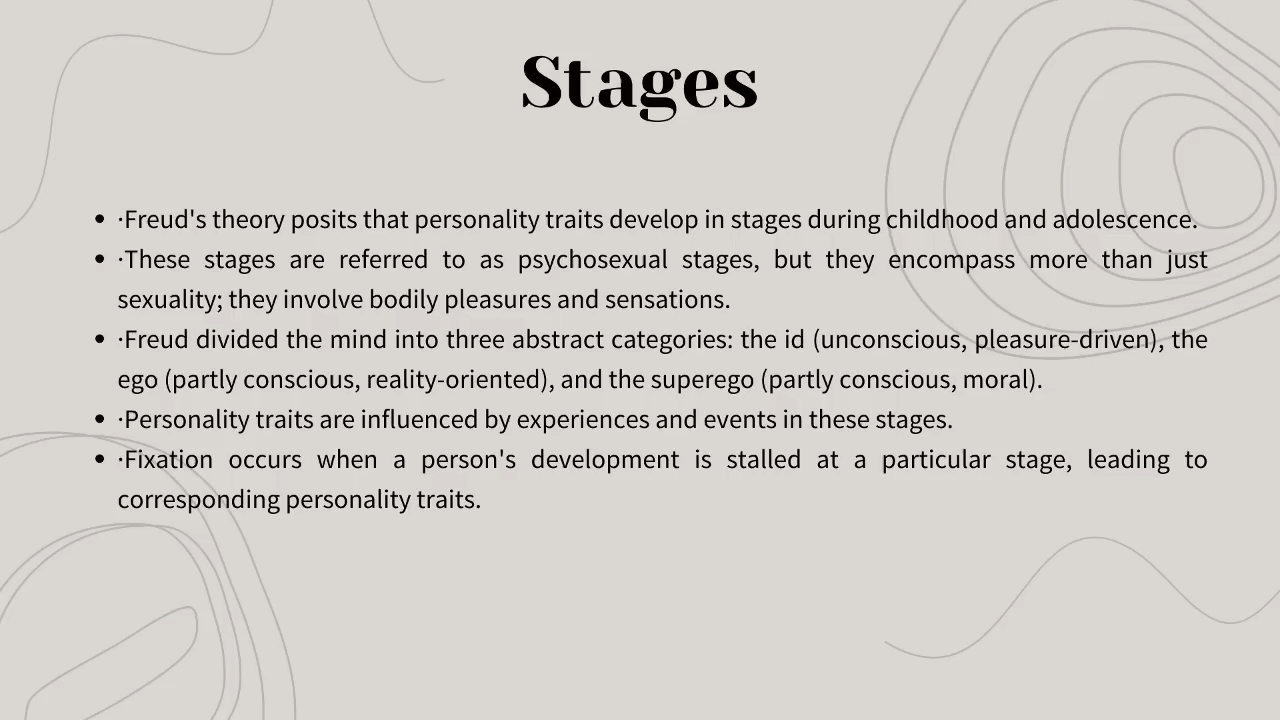 Stages
• ·Freud's theory posits that personality traits develop in stages during childhood and adolescence.
• ·These stages are referred to as psychosexual stages, but they encompass more than just
sexuality; they involve bodily pleasures and sensations.
• ·Freud divided the mind into three abstract categories: the id (unconscious, pleasure-driven), the
ego (partly conscious, reality-oriented), and the superego (partly conscious, moral).
• ·Personality traits are influenced by experiences and events in these stages.
• ·Fixation occurs when a person's development is stalled at a particular stage, leading to
corresponding personality traits.